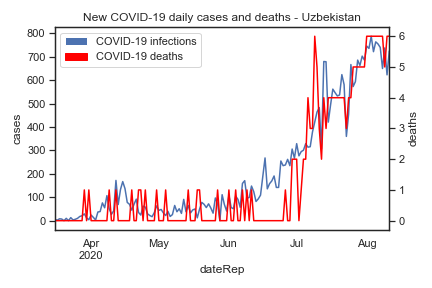 New COVID-19 daily cases and deaths - Uzbekistan
COVID-19 infections
COVID-19 deaths
800
700
600
500
400
300
200
100
0
cases
6
5
4
3
2
1
0
deaths
Apr
2020
May
Jun
Jul
Aug
dateRep